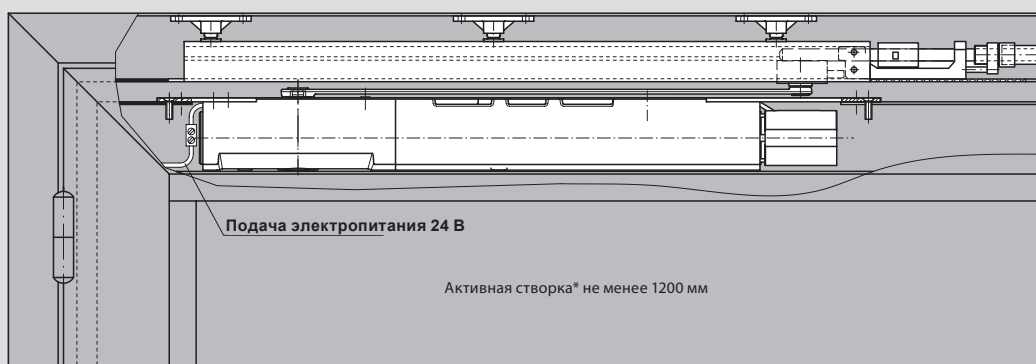 Подача электропитания 24 В
Активная створка* не менее 1200 мм